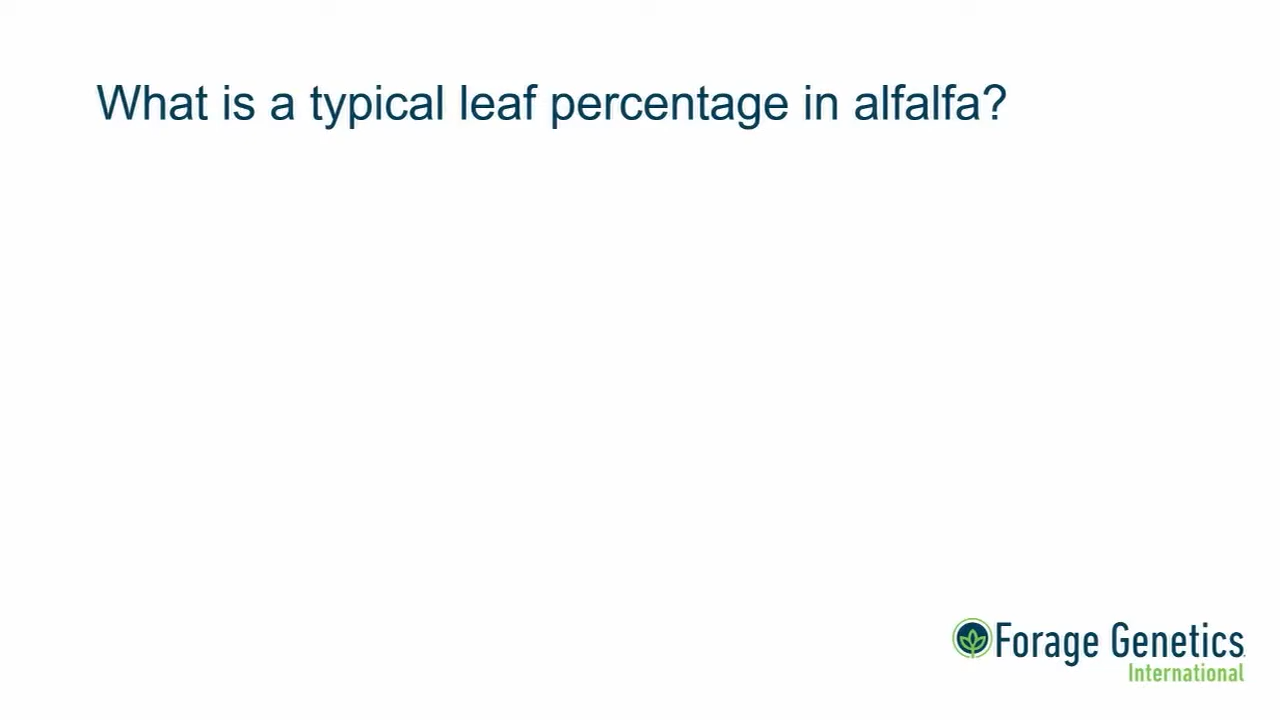 What is a typical leaf percentage in alfalfa?
Forage Genetics
International